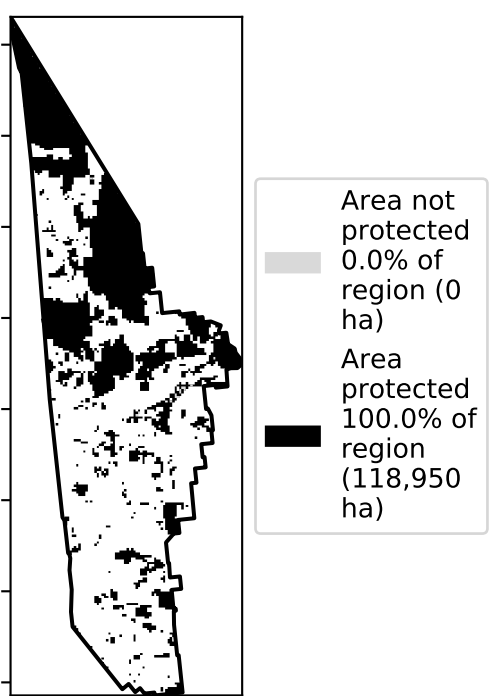 Area not
protected
0.0% of
region (0
ha)
Area
protected
100.0% of
region
(118,950
ha)